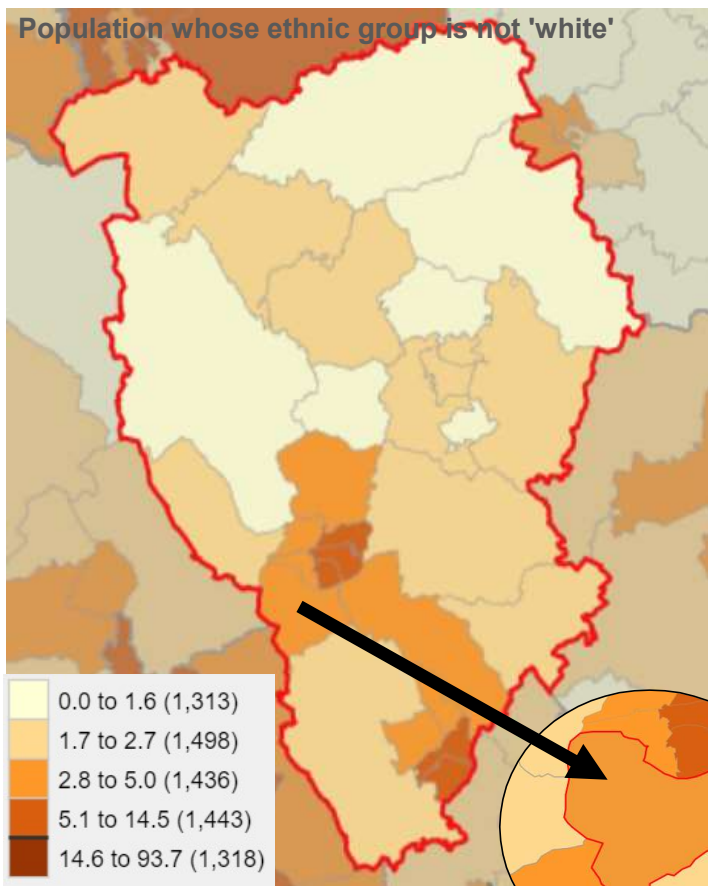 Population whose ethnic group is not 'white'
0.0 to 1.6 (1,313)
1.7 to 2.7 (1,498)
2.8 to 5.0 (1,436)
5.1 to 14.5 (1,443)
14.6 to 93.7 (1,318)